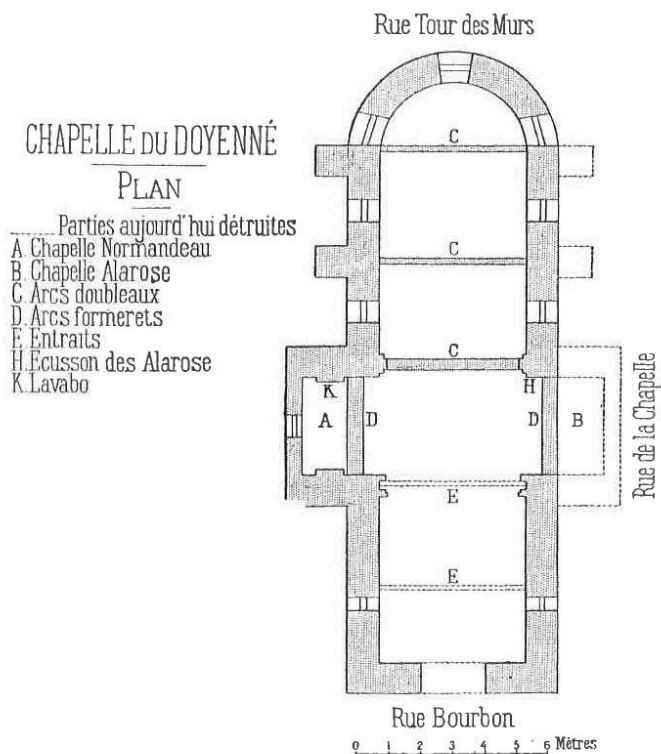 Rue Tour des Murs
CHAPELLE DU DOYENNÉ
PLAN
Parties aujourd'hui détruites
A. Chapelle Normandeau
B. Chapelle Alarose
C. Arcs doubleaux
D. Arcs formerets
E. Entraits
H. Ecusson des Alarose
K. Lavabo
C
C
C
K
H
A
D
D
B
Rue de la Chapelle
E
E
Rue Bourbon
0 1 2 3 4 5 6 Mètres